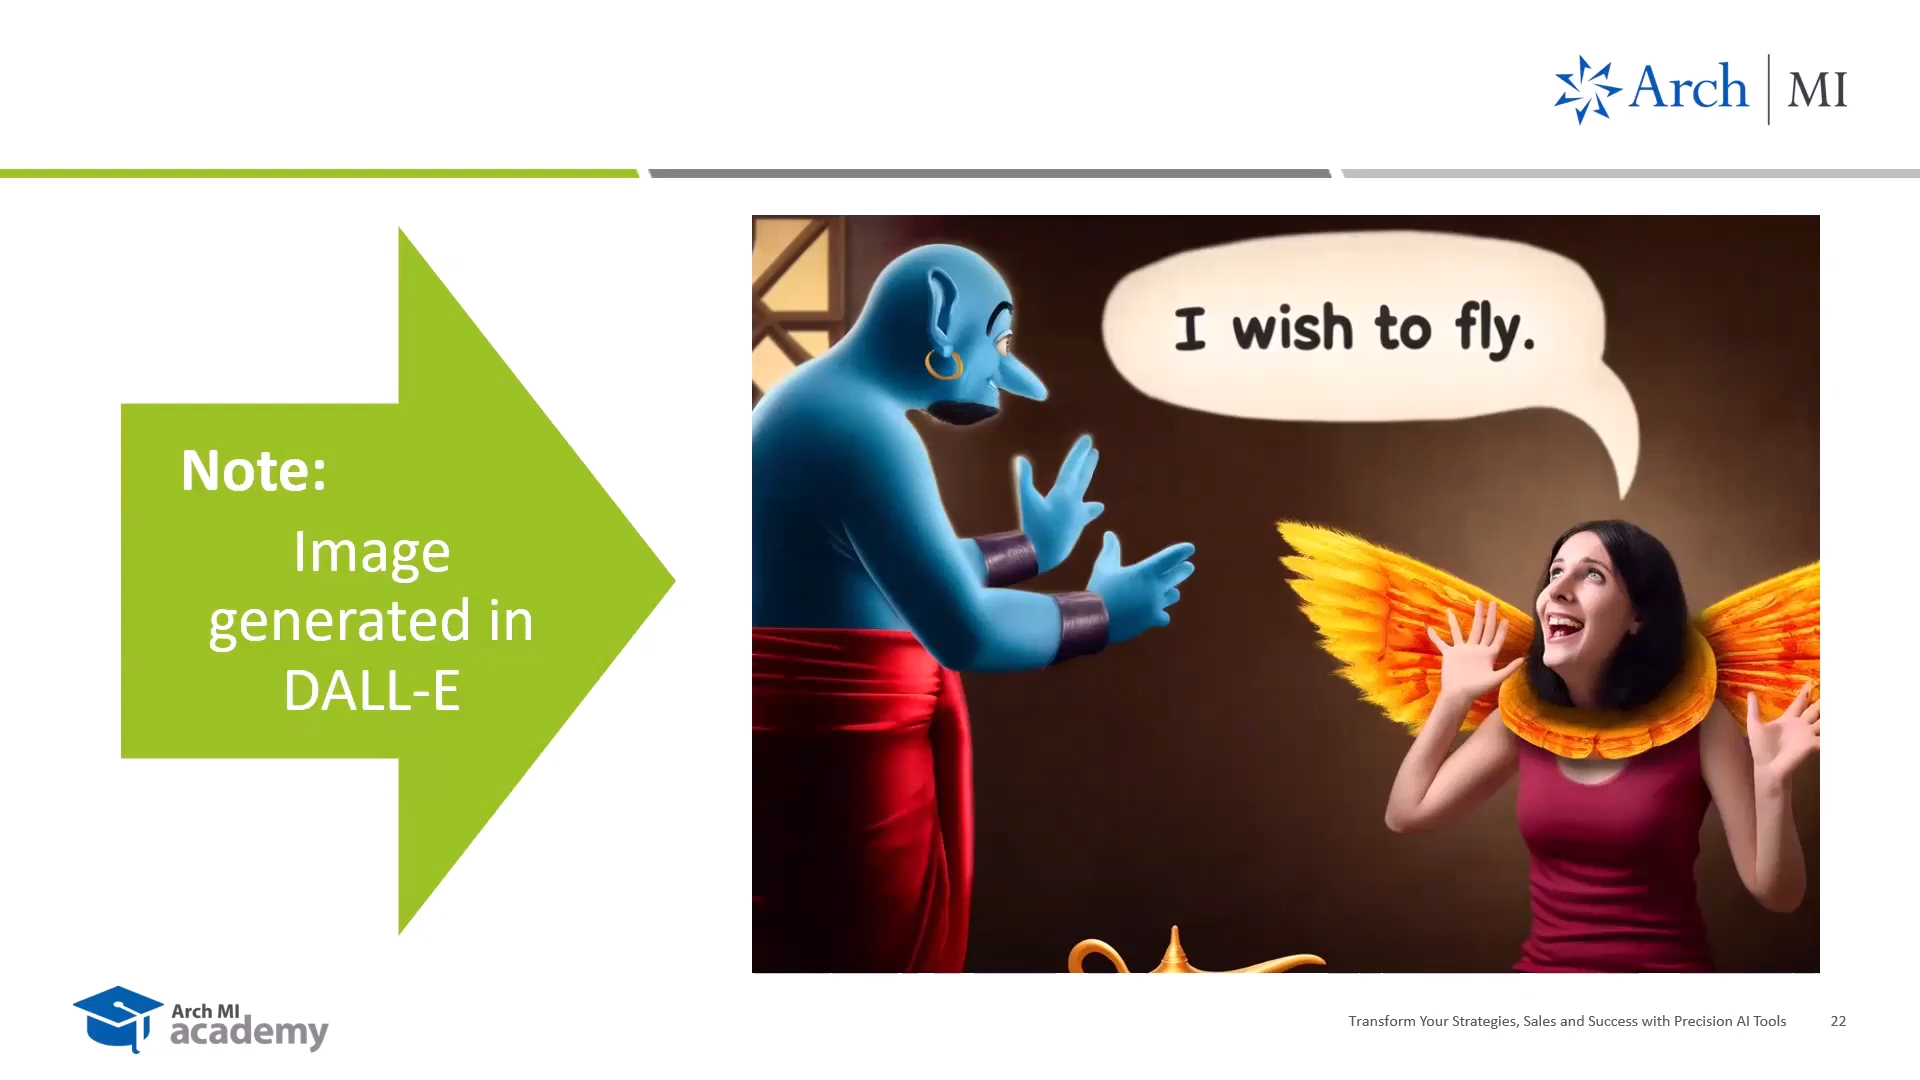 Arch | MI
I wish to fly.
Note:
Image
generated in
DALL-E
Arch MI
academy
Transform Your Strategies, Sales and Success with Precision AI Tools 22